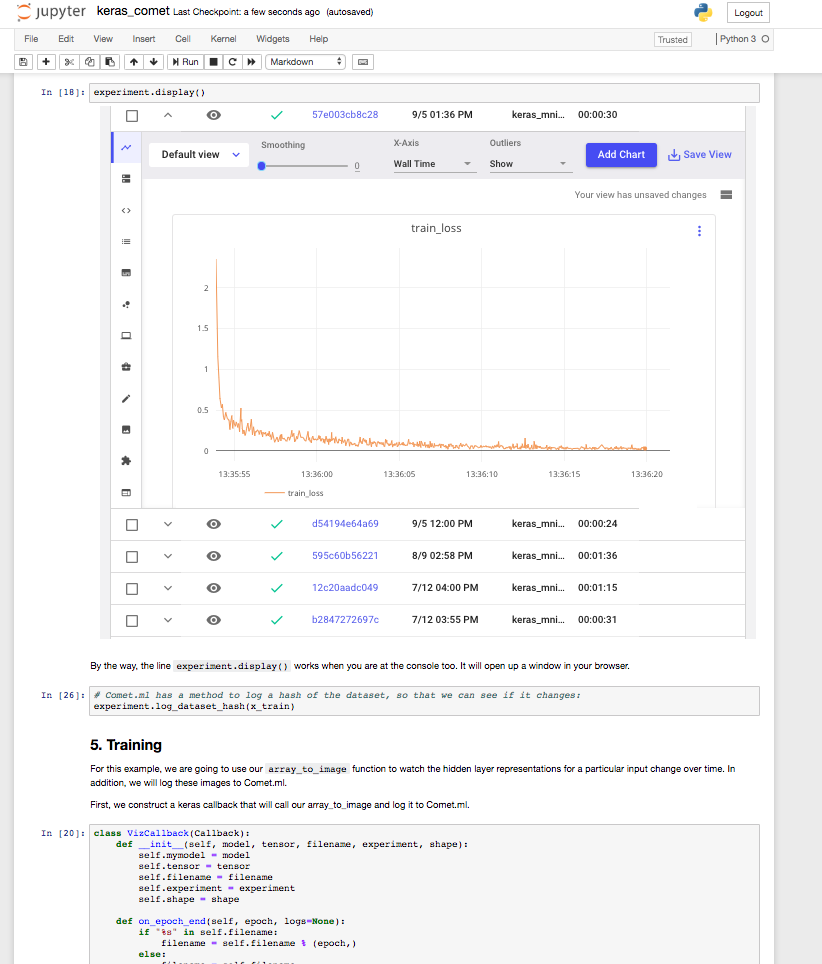 jupyter keras_comet Last Checkpoint: a few seconds ago (autosaved)
Logout
File Edit View Insert Cell Kernel Widgets Help
Trusted Python 3
Run Markdown
In [18]: experiment.display()
57e003cb8c28 9/5 01:36 PM keras_mni... 00:00:30
Default view Smoothing 0 X-Axis Wall Time Outliers Show Add Chart Save View
Your view has unsaved changes
train_loss
2
1.5
1
0.5
0
13:35:55 13:36:00 13:36:05 13:36:10 13:36:15 13:36:20
train_loss
d54194e64a69 9/5 12:00 PM keras_mni... 00:00:24
595c60b56221 8/9 02:58 PM keras_mni... 00:01:36
12c20aadc049 7/12 04:00 PM keras_mni... 00:01:15
b2847272697c 7/12 03:55 PM keras_mni... 00:00:31
By the way, the line experiment.display() works when you are at the console too. It will open up a window in your browser.
In [26]: # Comet.ml has a method to log a hash of the dataset, so that we can see if it changes:
experiment.log_dataset_hash(x_train)
5. Training
For this example, we are going to use our array_to_image function to watch the hidden layer representations for a particular input change over time. In
addition, we will log these images to Comet.ml.
First, we construct a keras callback that will call our array_to_image and log it to Comet.ml.
In [20]: class VizCallback(Callback):
def __init__(self, model, tensor, filename, experiment, shape):
self.mymodel = model
self.tensor = tensor
self.filename = filename
self.experiment = experiment
self.shape = shape
def on_epoch_end(self, epoch, logs=None):
if "%s" in self.filename:
filename = self.filename % (epoch,)
else: